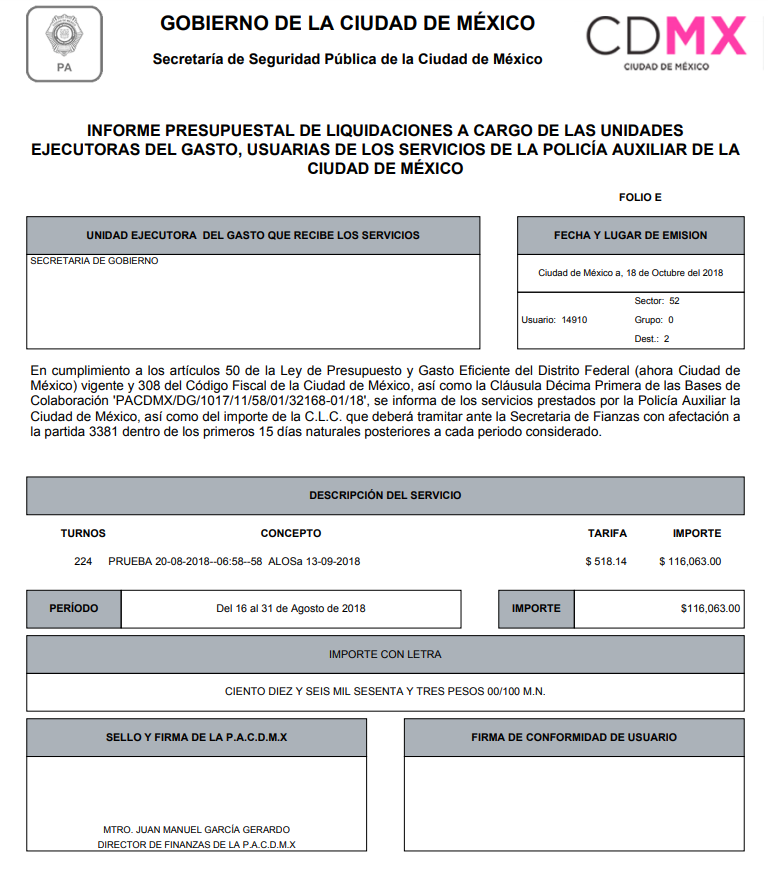 GOBIERNO DE LA CIUDAD DE MÉXICO
Secretaría de Seguridad Pública de la Ciudad de México
PA
CDMX
CIUDAD DE MÉXICO
INFORME PRESUPUESTAL DE LIQUIDACIONES A CARGO DE LAS UNIDADES
EJECUTORAS DEL GASTO, USUARIAS DE LOS SERVICIOS DE LA POLICÍA AUXILIAR DE LA
CIUDAD DE MÉXICO
FOLIO E
UNIDAD EJECUTORA DEL GASTO QUE RECIBE LOS SERVICIOS
SECRETARIA DE GOBIERNO
FECHA Y LUGAR DE EMISION
Ciudad de México a, 18 de Octubre del 2018
Sector: 52
Usuario: 14910 Grupo: 0
Dest.: 2
En cumplimiento a los artículos 50 de la Ley de Presupuesto y Gasto Eficiente del Distrito Federal (ahora Ciudad de
México) vigente y 308 del Código Fiscal de la Ciudad de México, así como la Cláusula Décima Primera de las Bases de
Colaboración 'PACDMX/DG/1017/11/58/01/32168-01/18', se informa de los servicios prestados por la Policía Auxiliar la
Ciudad de México, así como del importe de la C.L.C. que deberá tramitar ante la Secretaria de Fianzas con afectación a
la partida 3381 dentro de los primeros 15 días naturales posteriores a cada periodo considerado.
DESCRIPCIÓN DEL SERVICIO
TURNOS CONCEPTO TARIFA IMPORTE
224 PRUEBA 20-08-2018--06:58--58 ALOSa 13-09-2018 $ 518.14 $ 116,063.00
PERÍODO Del 16 al 31 de Agosto de 2018 IMPORTE $116,063.00
IMPORTE CON LETRA
CIENTO DIEZ Y SEIS MIL SESENTA Y TRES PESOS 00/100 M.N.
SELLO Y FIRMA DE LA P.A.C.D.M.X
MTRO. JUAN MANUEL GARCÍA GERARDO
DIRECTOR DE FINANZAS DE LA P.A.C.D.M.X
FIRMA DE CONFORMIDAD DE USUARIO